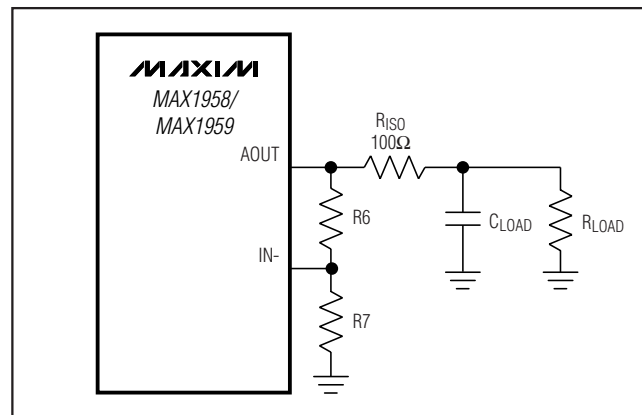 MAXIM
MAX1958/
MAX1959
AOUT
IN-
RISO
100Ω
R6
R7
CLOAD
RLOAD